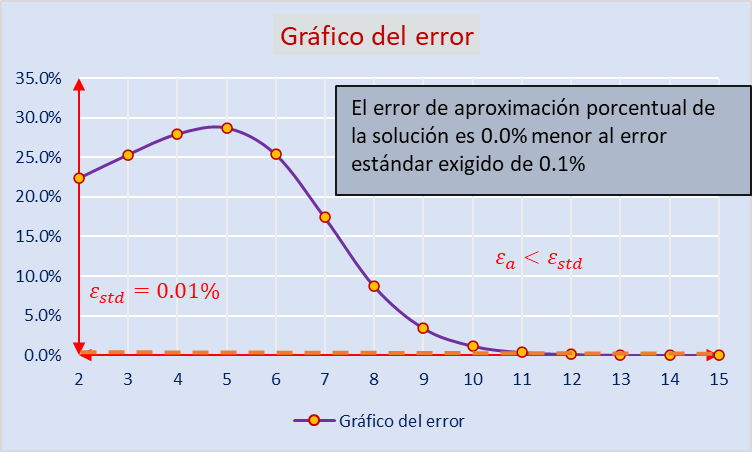 Gráfico del error
35.0%
30.0%
25.0%
20.0%
15.0%
10.0%
5.0%
0.0%
El error de aproximación porcentual de
la solución es 0.0% menor al error
estándar exigido de 0.1%
εₐ < ε_std
ε_std = 0.01%
2 3 4 5 6 7 8 9 10 11 12 13 14 15
Gráfico del error